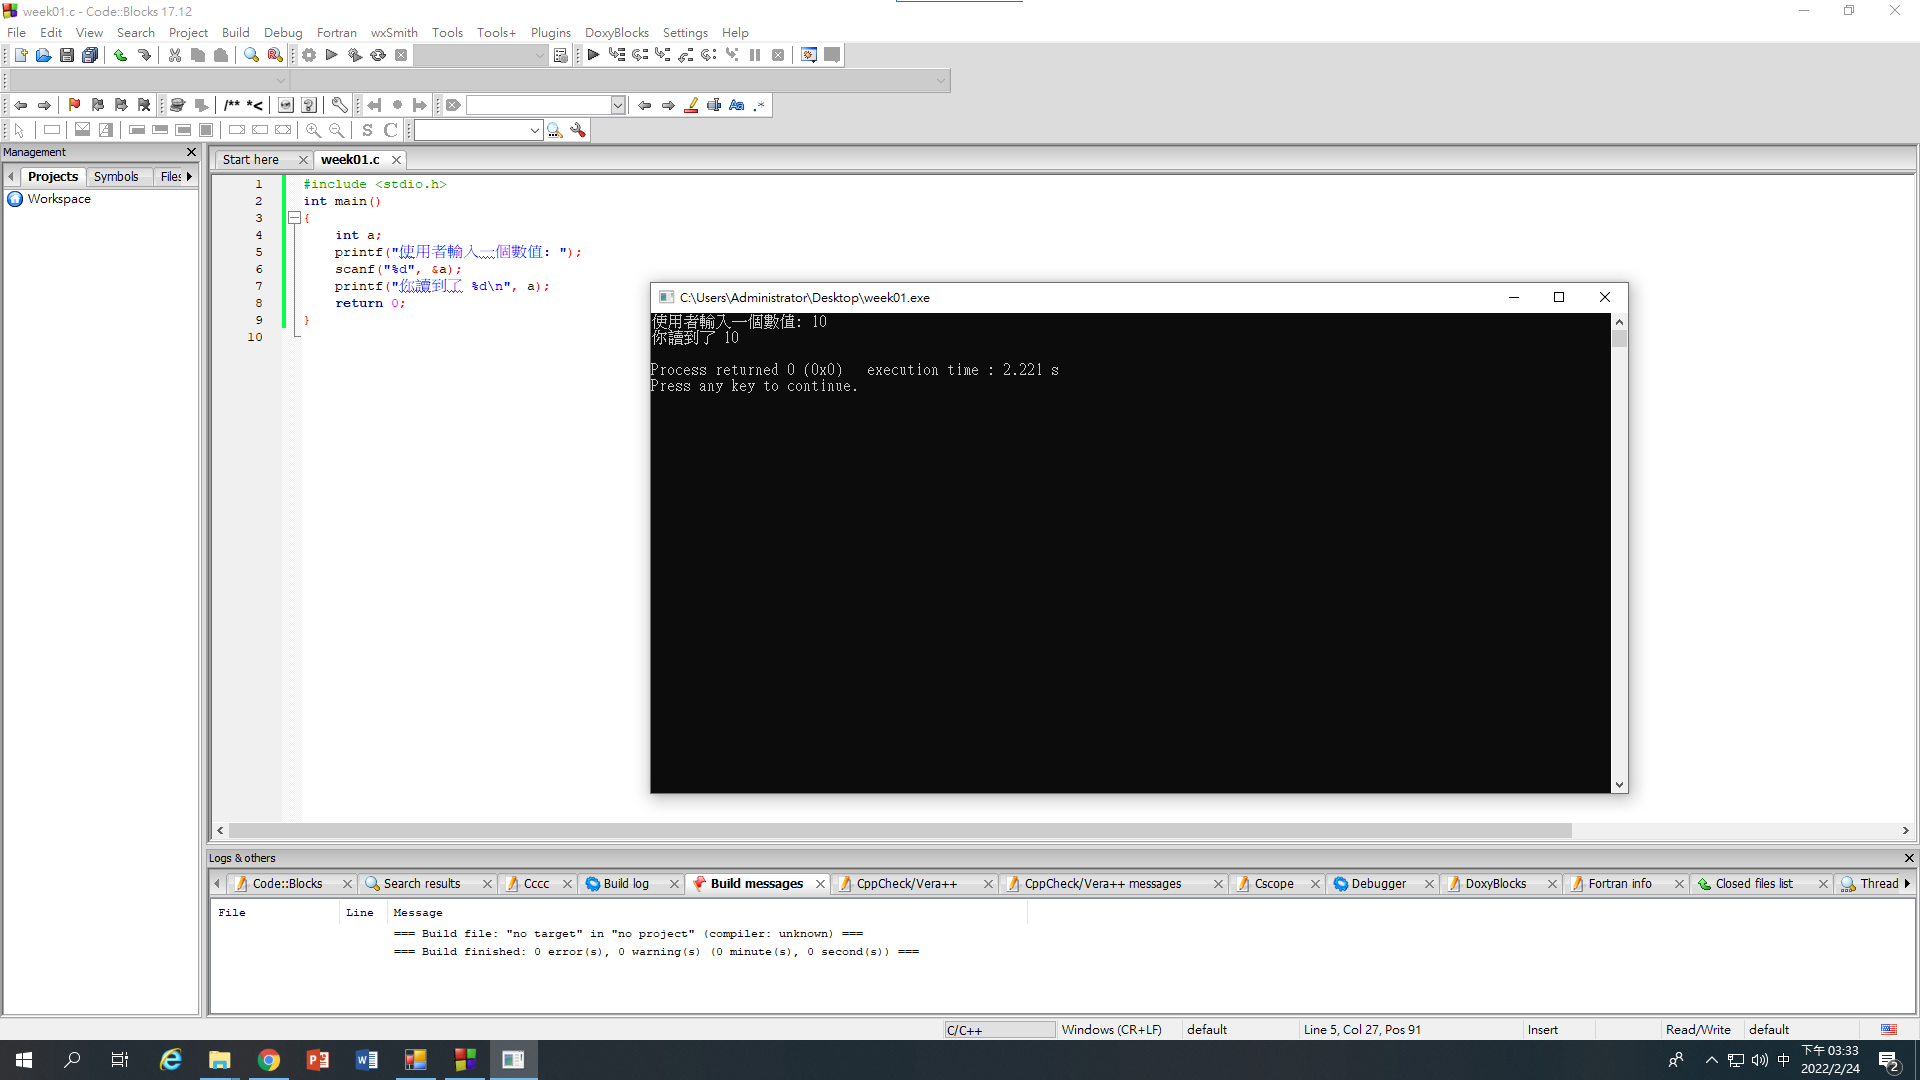 week01.c - Code::Blocks 17.12
File Edit View Search Project Build Debug Fortran wxSmith Tools Tools+ Plugins DoxyBlocks Settings Help
/** *<
Aa .*
S C
Management
Projects Symbols Files
Workspace
Start here week01.c
1 #include <stdio.h>
2 int main()
3 {
4 int a;
5 printf("使用者輸入一個數值: ");
6 scanf("%d", &a);
7 printf("你讀到了 %d\n", a);
8 return 0;
9 }
10
C:\Users\Administrator\Desktop\week01.exe
使用者輸入一個數值: 10
你讀到了 10
Process returned 0 (0x0) execution time : 2.221 s
Press any key to continue.
Logs & others
Code::Blocks Search results Cccc Build log Build messages CppCheck/Vera++ CppCheck/Vera++ messages Cscope Debugger DoxyBlocks Fortran info Closed files list Thread
File Line Message
=== Build file: "no target" in "no project" (compiler: unknown) ===
=== Build finished: 0 error(s), 0 warning(s) (0 minute(s), 0 second(s)) ===
C/C++ Windows (CR+LF) default Line 5, Col 27, Pos 91 Insert Read/Write default
中 下午 03:33
2022/2/24
2